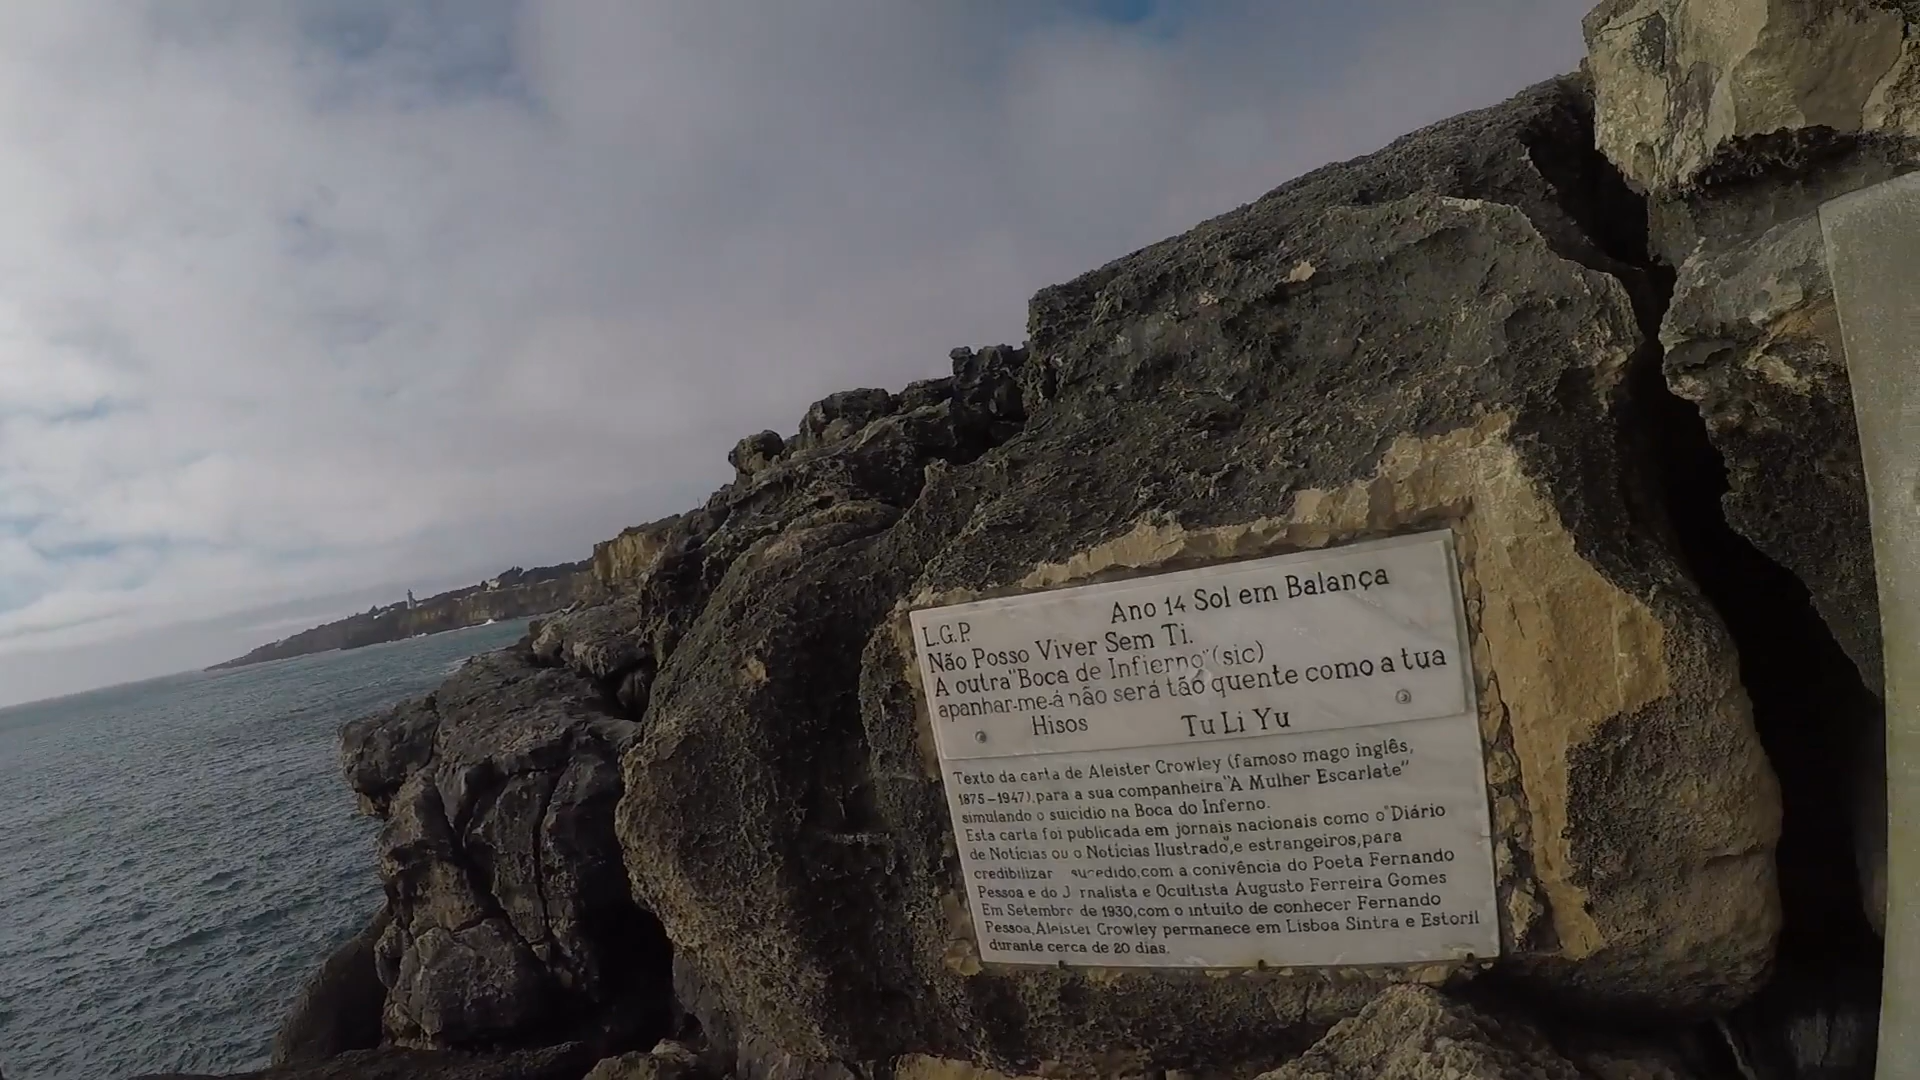 Ano 14 Sol em Balança
L.G.P.
Não Posso Viver Sem Ti.
A outra "Boca de Infierno" (sic)
apanhar-me-á não será tão quente como a tua
Hisos Tu Li Yu
Texto da carta de Aleister Crowley (famoso mago inglês,
1875-1947), para a sua companheira "A Mulher Escarlate"
simulando o suicídio na Boca do Inferno.
Esta carta foi publicada em jornais nacionais como o "Diário
de Notícias ou o Notícias Ilustrado", e estrangeiros, para
credibilizar sucedido, com a conivência do Poeta Fernando
Pessoa e do J rnalista e Ocultista Augusto Ferreira Gomes
Em Setembro de 1930, com o intuito de conhecer Fernando
Pessoa, Aleister Crowley permanece em Lisboa Sintra e Estoril
durante cerca de 20 dias.